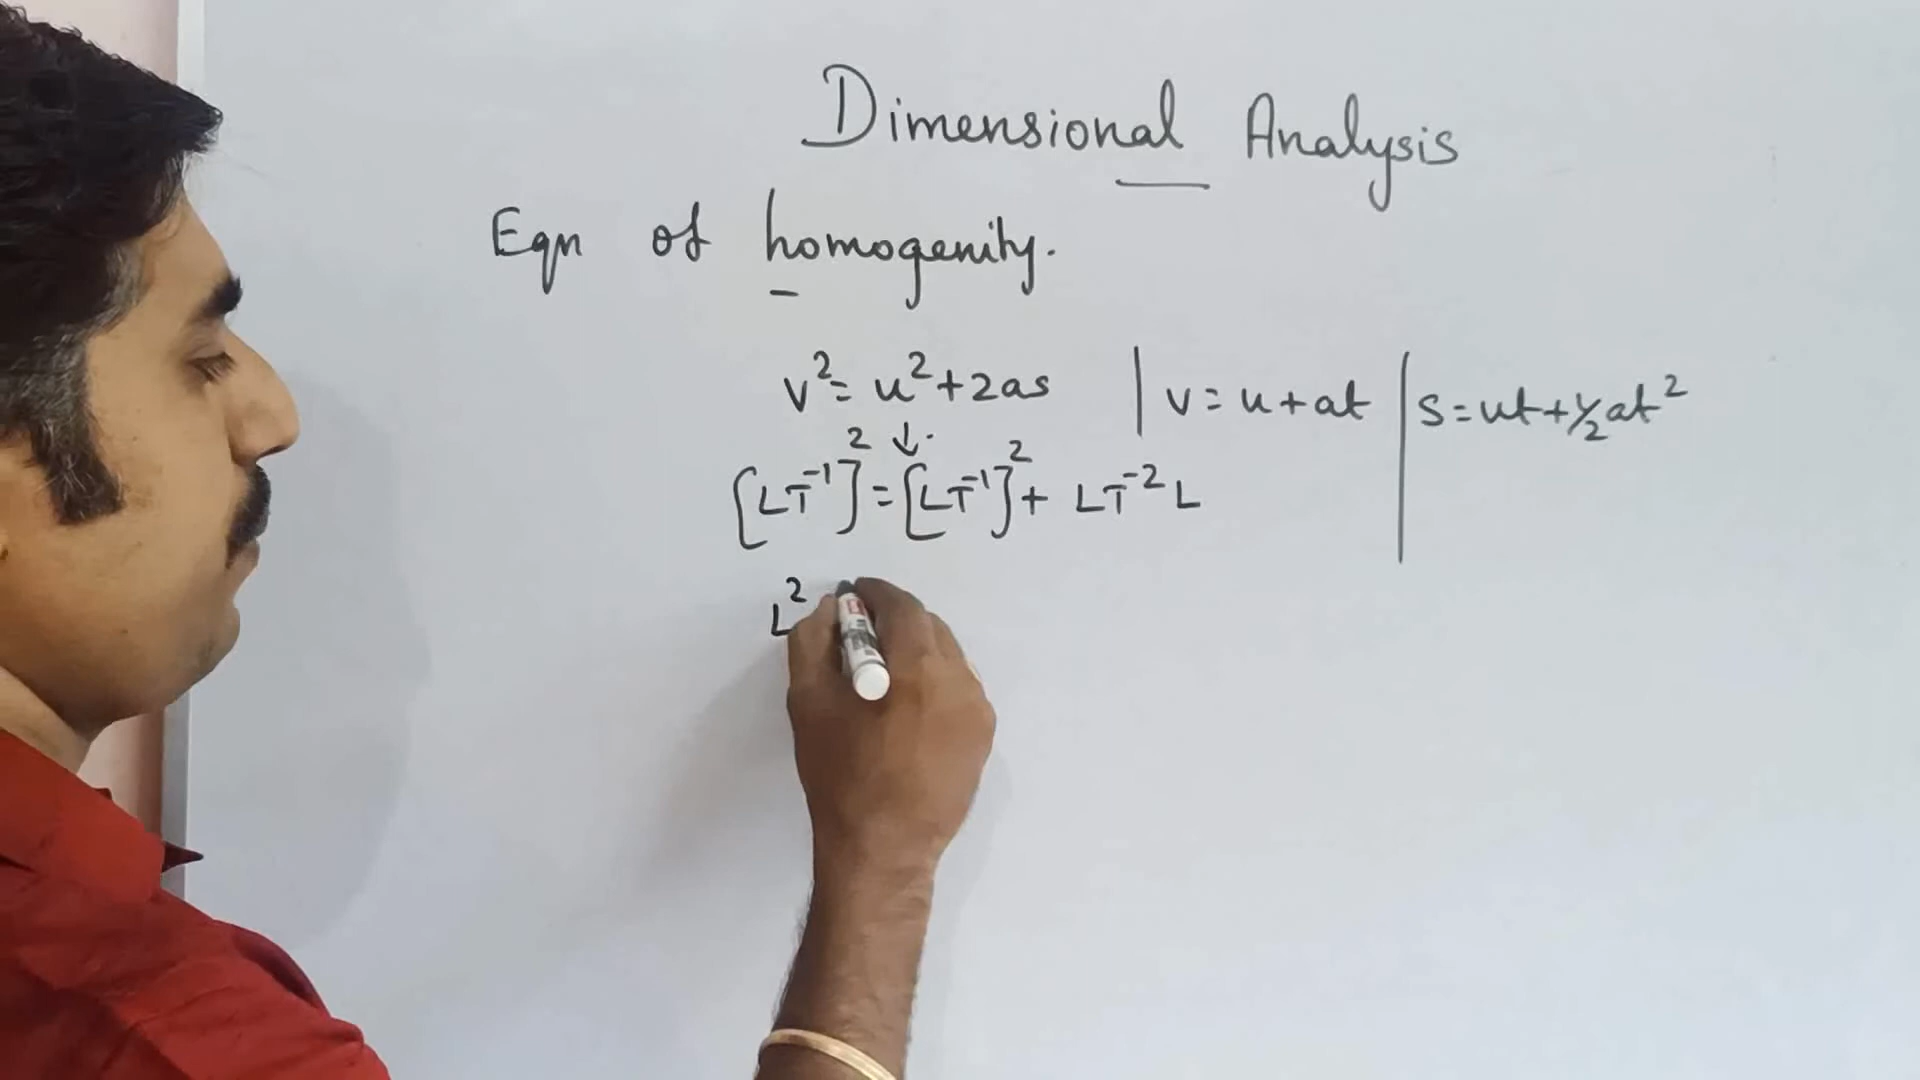 Dimensional Analysis
Eqn of homogenity.
v²= u²+2as | v=u+at | s=ut+½at²
↓.
[LT⁻¹]²=[LT⁻¹]²+ LT⁻²L
L²